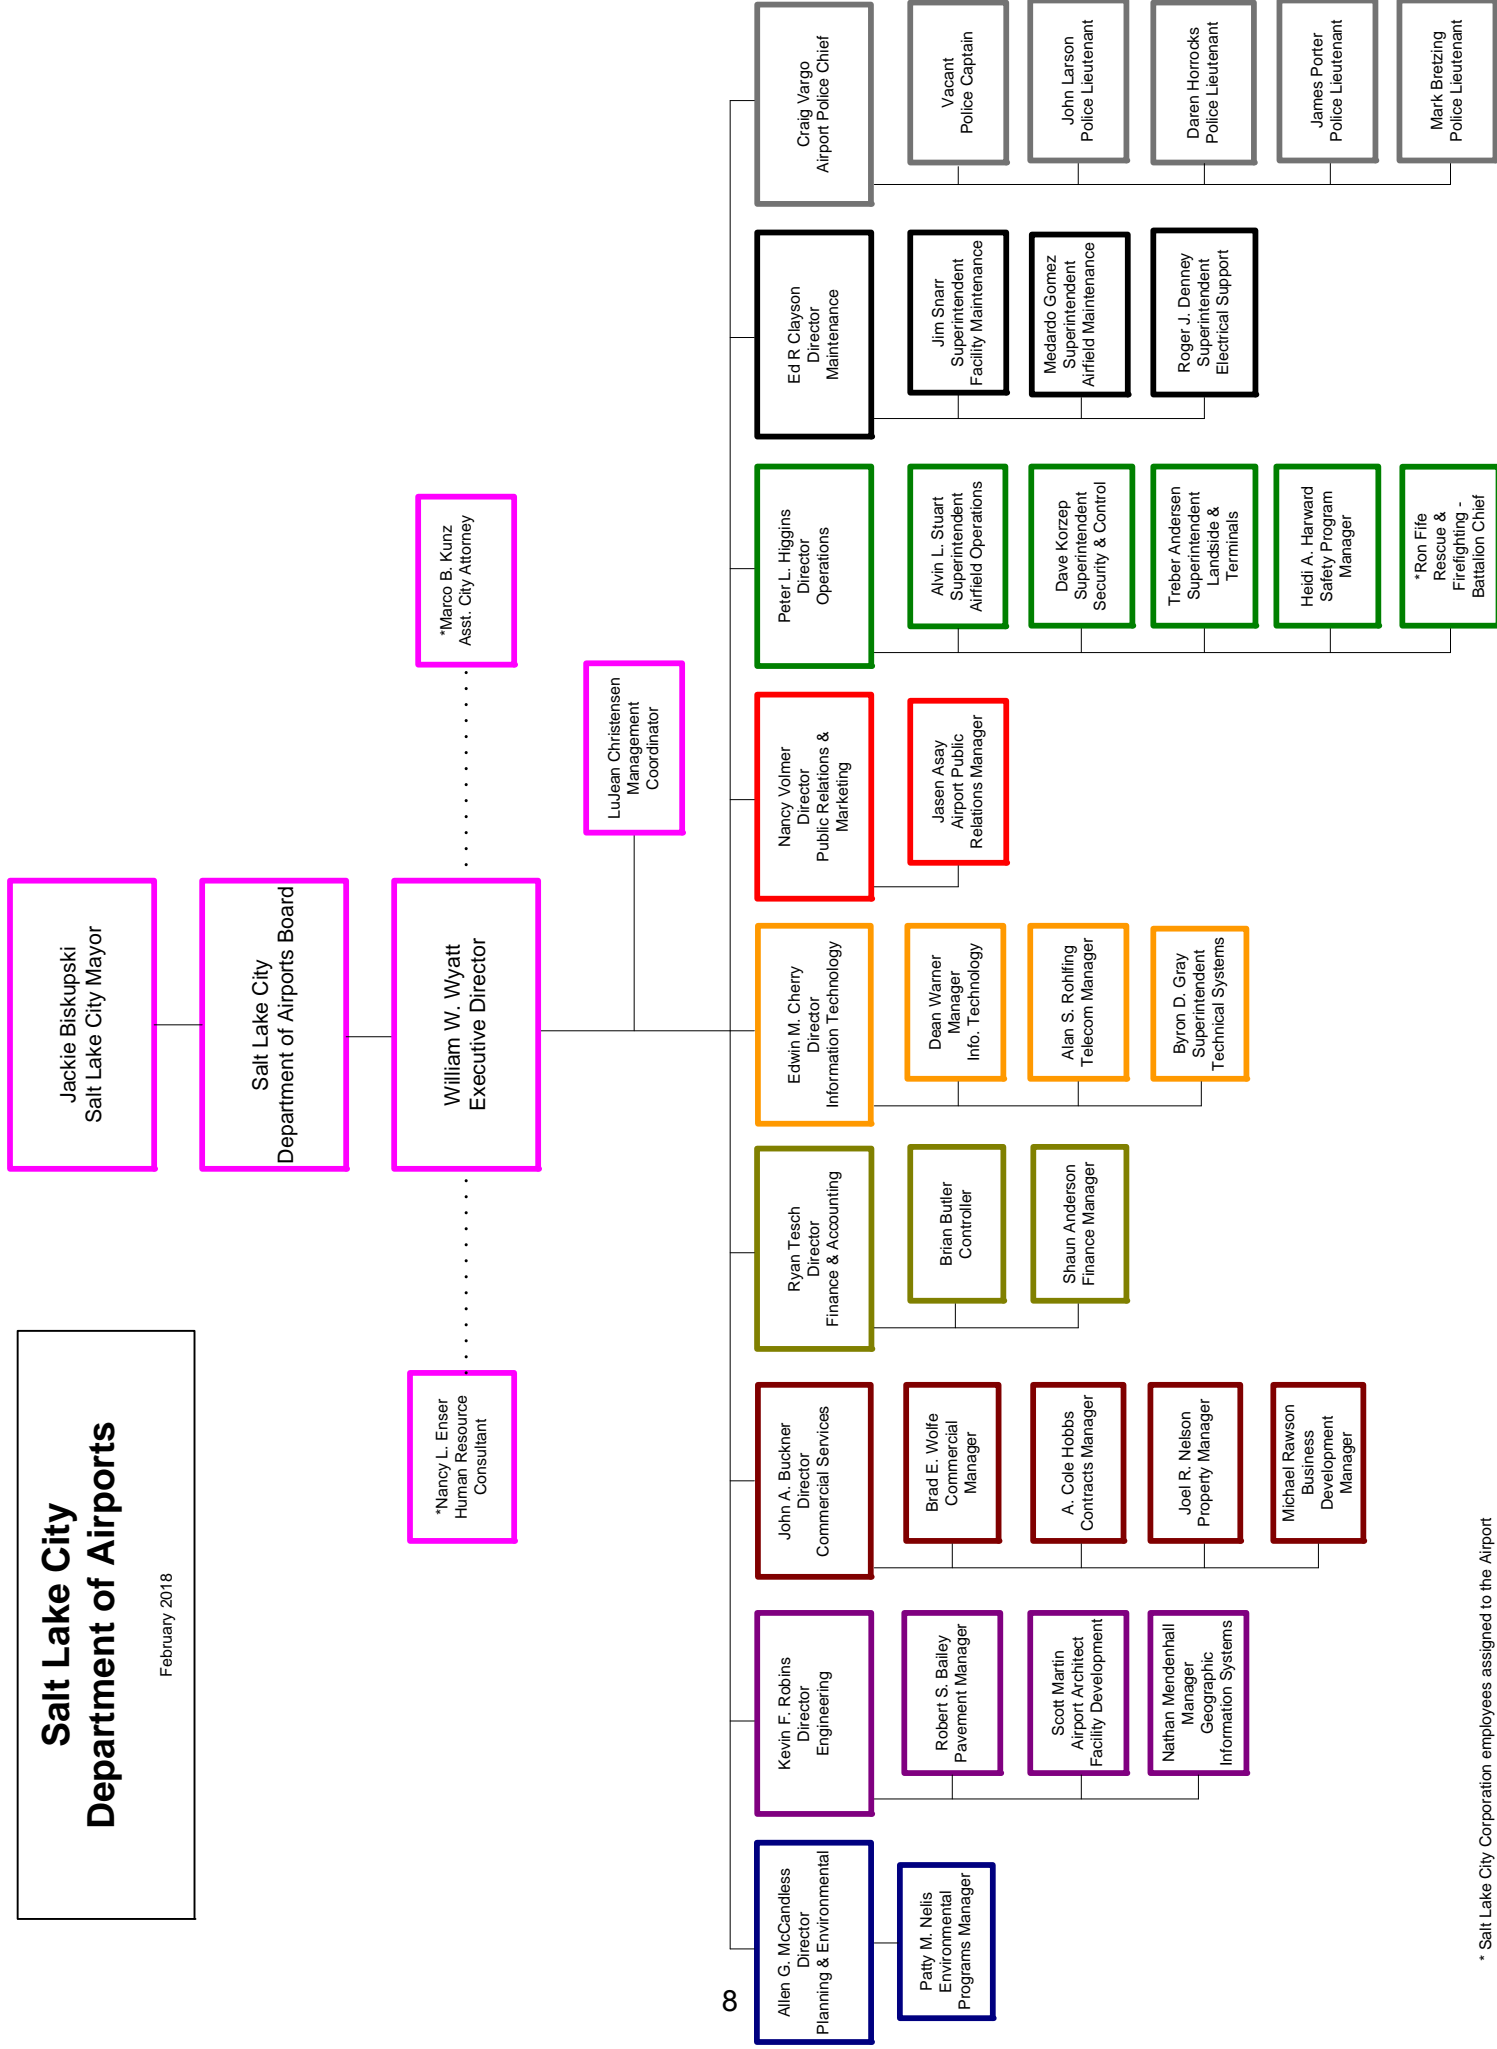 Salt Lake City
Department of Airports
February 2018
Jackie Biskupski
Salt Lake City Mayor
Salt Lake City
Department of Airports Board
William W. Wyatt
Executive Director
*Nancy L. Enser
Human Resource
Consultant
*Marco B. Kunz
Asst. City Attorney
LuJean Christensen
Management
Coordinator
Allen G. McCandless
Director
Planning & Environmental
Patty M. Nelis
Environmental
Programs Manager
Kevin F. Robins
Director
Engineering
Robert S. Bailey
Pavement Manager
Scott Martin
Airport Architect
Facility Development
Nathan Mendenhall
Manager
Geographic
Information Systems
John A. Buckner
Director
Commercial Services
Brad E. Wolfe
Commercial
Manager
A. Cole Hobbs
Contracts Manager
Joel R. Nelson
Property Manager
Michael Rawson
Business
Development
Manager
Ryan Tesch
Director
Finance & Accounting
Brian Butler
Controller
Shaun Anderson
Finance Manager
Edwin M. Cherry
Director
Information Technology
Dean Warner
Manager
Info. Technology
Alan S. Rohlfing
Telecom Manager
Byron D. Gray
Superintendent
Technical Systems
Nancy Volmer
Director
Public Relations &
Marketing
Jasen Asay
Airport Public
Relations Manager
Peter L. Higgins
Director
Operations
Alvin L. Stuart
Superintendent
Airfield Operations
Dave Korzep
Superintendent
Security & Control
Treber Andersen
Superintendent
Landside &
Terminals
Heidi A. Harward
Safety Program
Manager
*Ron Fife
Rescue &
Firefighting -
Battalion Chief
Ed R Clayson
Director
Maintenance
Jim Snarr
Superintendent
Facility Maintenance
Medardo Gomez
Superintendent
Airfield Maintenance
Roger J. Denney
Superintendent
Electrical Support
Craig Vargo
Airport Police Chief
Vacant
Police Captain
John Larson
Police Lieutenant
Daren Horrocks
Police Lieutenant
James Porter
Police Lieutenant
Mark Bretzing
Police Lieutenant
* Salt Lake City Corporation employees assigned to the Airport
8